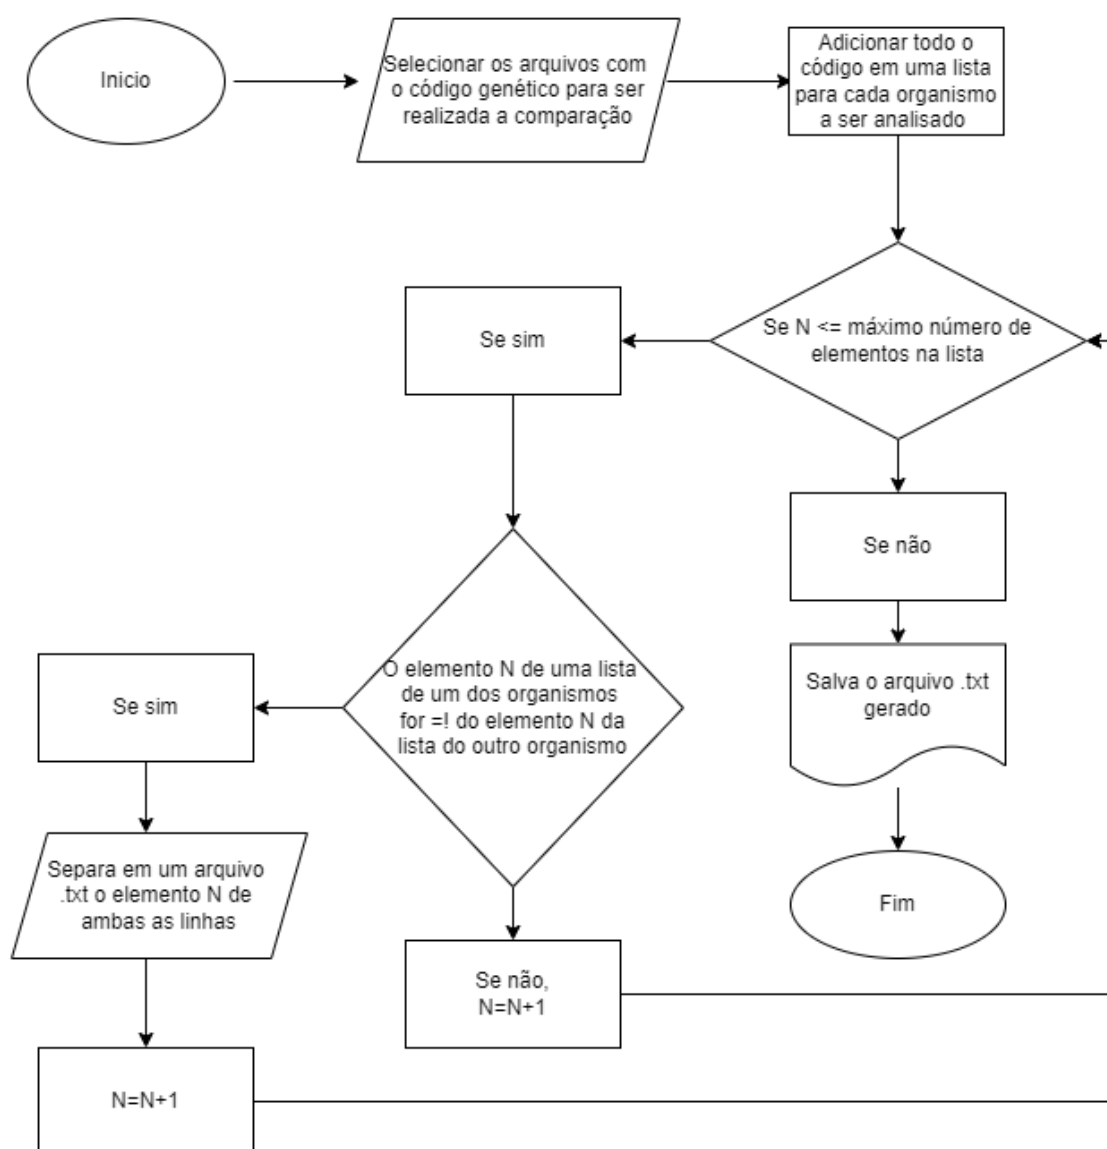 Inicio
Selecionar os arquivos com
o código genético para ser
realizada a comparação
Adicionar todo o
código em uma lista
para cada organismo
a ser analisado
Se N <= máximo número de
elementos na lista
Se sim
Se não
Salva o arquivo .txt
gerado
Fim
O elemento N de uma lista
de um dos organismos
for =! do elemento N da
lista do outro organismo
Se sim
Separa em um arquivo
.txt o elemento N de
ambas as linhas
N=N+1
Se não,
N=N+1